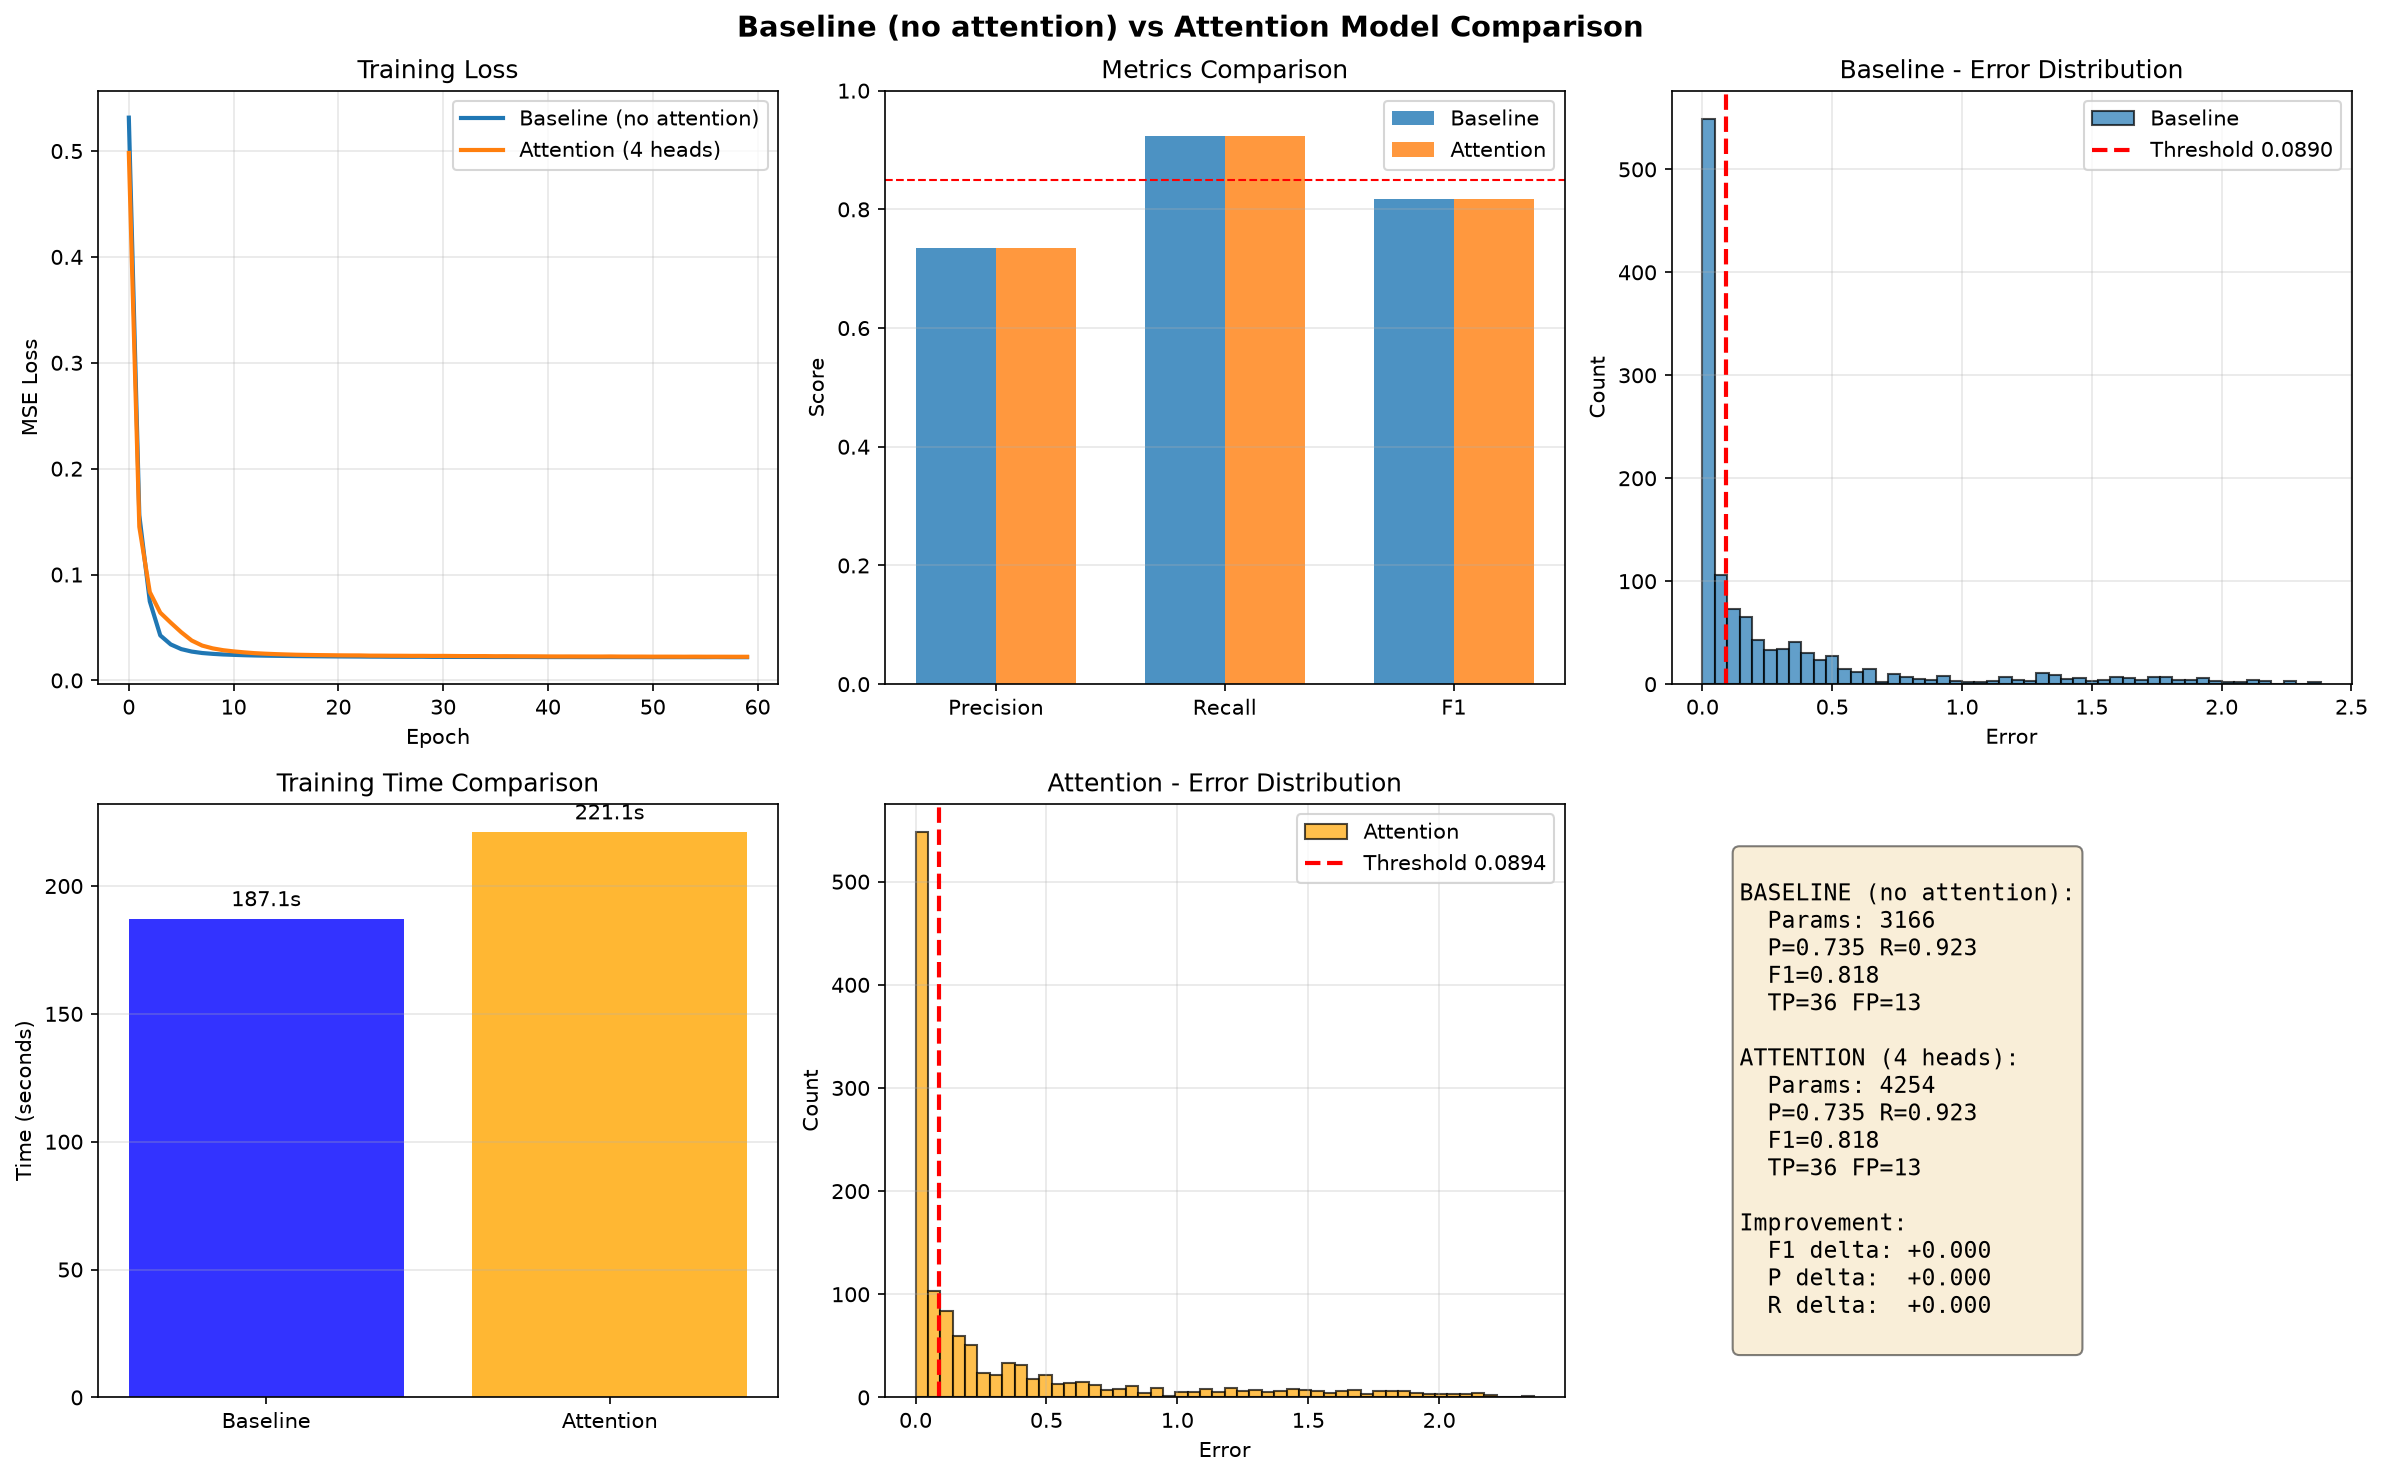 Baseline (no attention) vs Attention Model Comparison
Training Loss
Baseline (no attention)
Attention (4 heads)
0.5
0.4
0.3
0.2
0.1
0.0
MSE Loss
0 10 20 30 40 50 60
Epoch
Metrics Comparison
Baseline
Attention
1.0
0.8
0.6
0.4
0.2
0.0
Score
Precision Recall F1
Baseline - Error Distribution
Baseline
Threshold 0.0890
500
400
300
200
100
0
Count
0.0 0.5 1.0 1.5 2.0 2.5
Error
Training Time Comparison
221.1s
187.1s
200
150
100
50
0
Time (seconds)
Baseline Attention
Attention - Error Distribution
Attention
Threshold 0.0894
500
400
300
200
100
0
Count
0.0 0.5 1.0 1.5 2.0
Error
BASELINE (no attention):
Params: 3166
P=0.735 R=0.923
F1=0.818
TP=36 FP=13
ATTENTION (4 heads):
Params: 4254
P=0.735 R=0.923
F1=0.818
TP=36 FP=13
Improvement:
F1 delta: +0.000
P delta: +0.000
R delta: +0.000